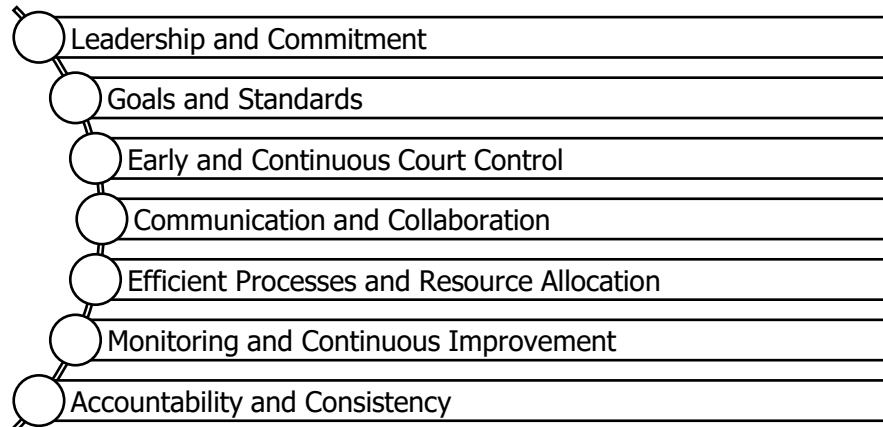 Leadership and Commitment
Goals and Standards
Early and Continuous Court Control
Communication and Collaboration
Efficient Processes and Resource Allocation
Monitoring and Continuous Improvement
Accountability and Consistency